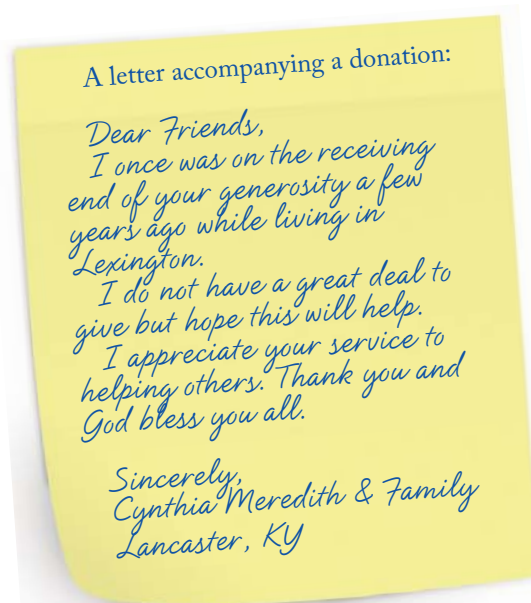 A letter accompanying a donation:
Dear Friends,
I once was on the receiving
end of your generosity a few
years ago while living in
Lexington.
I do not have a great deal to
give but hope this will help.
I appreciate your service to
helping others. Thank you and
God bless you all.
Sincerely,
Cynthia Meredith & Family
Lancaster, KY